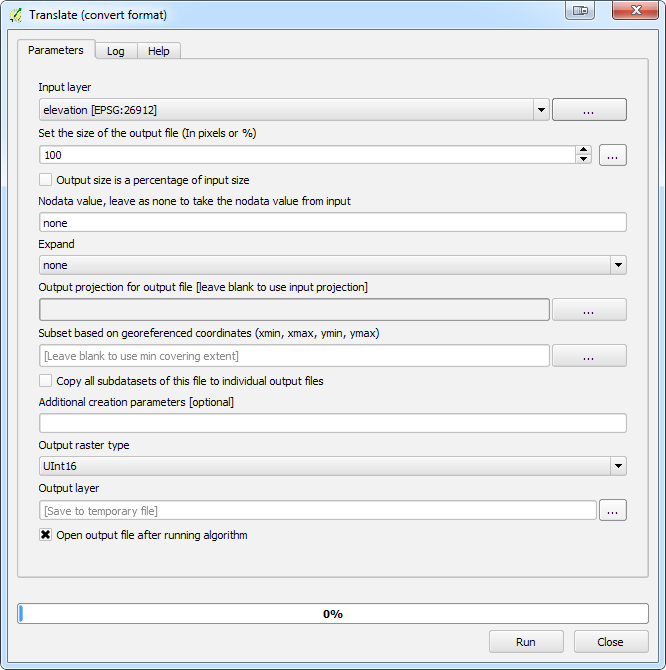 Translate (convert format)
Parameters Log Help
Input layer
elevation [EPSG:26912] ...
Set the size of the output file (In pixels or %)
100 ...
Output size is a percentage of input size
Nodata value, leave as none to take the nodata value from input
none
Expand
none
Output projection for output file [leave blank to use input projection]
...
Subset based on georeferenced coordinates (xmin, xmax, ymin, ymax)
[Leave blank to use min covering extent] ...
Copy all subdatasets of this file to individual output files
Additional creation parameters [optional]
Output raster type
UInt16
Output layer
[Save to temporary file] ...
Open output file after running algorithm
0%
Run Close